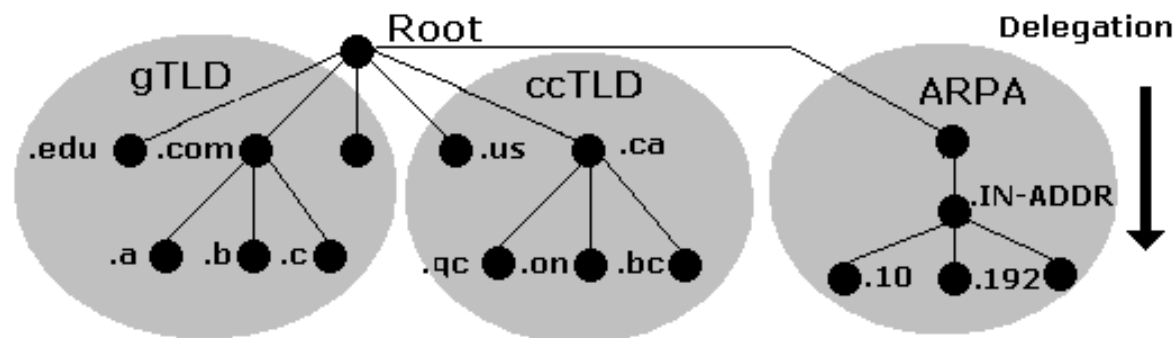 Root
Delegation
gTLD
ccTLD
ARPA
.edu
.com
.us
.ca
.IN-ADDR
.a
.b
.c
.qc
.on
.bc
.10
.192